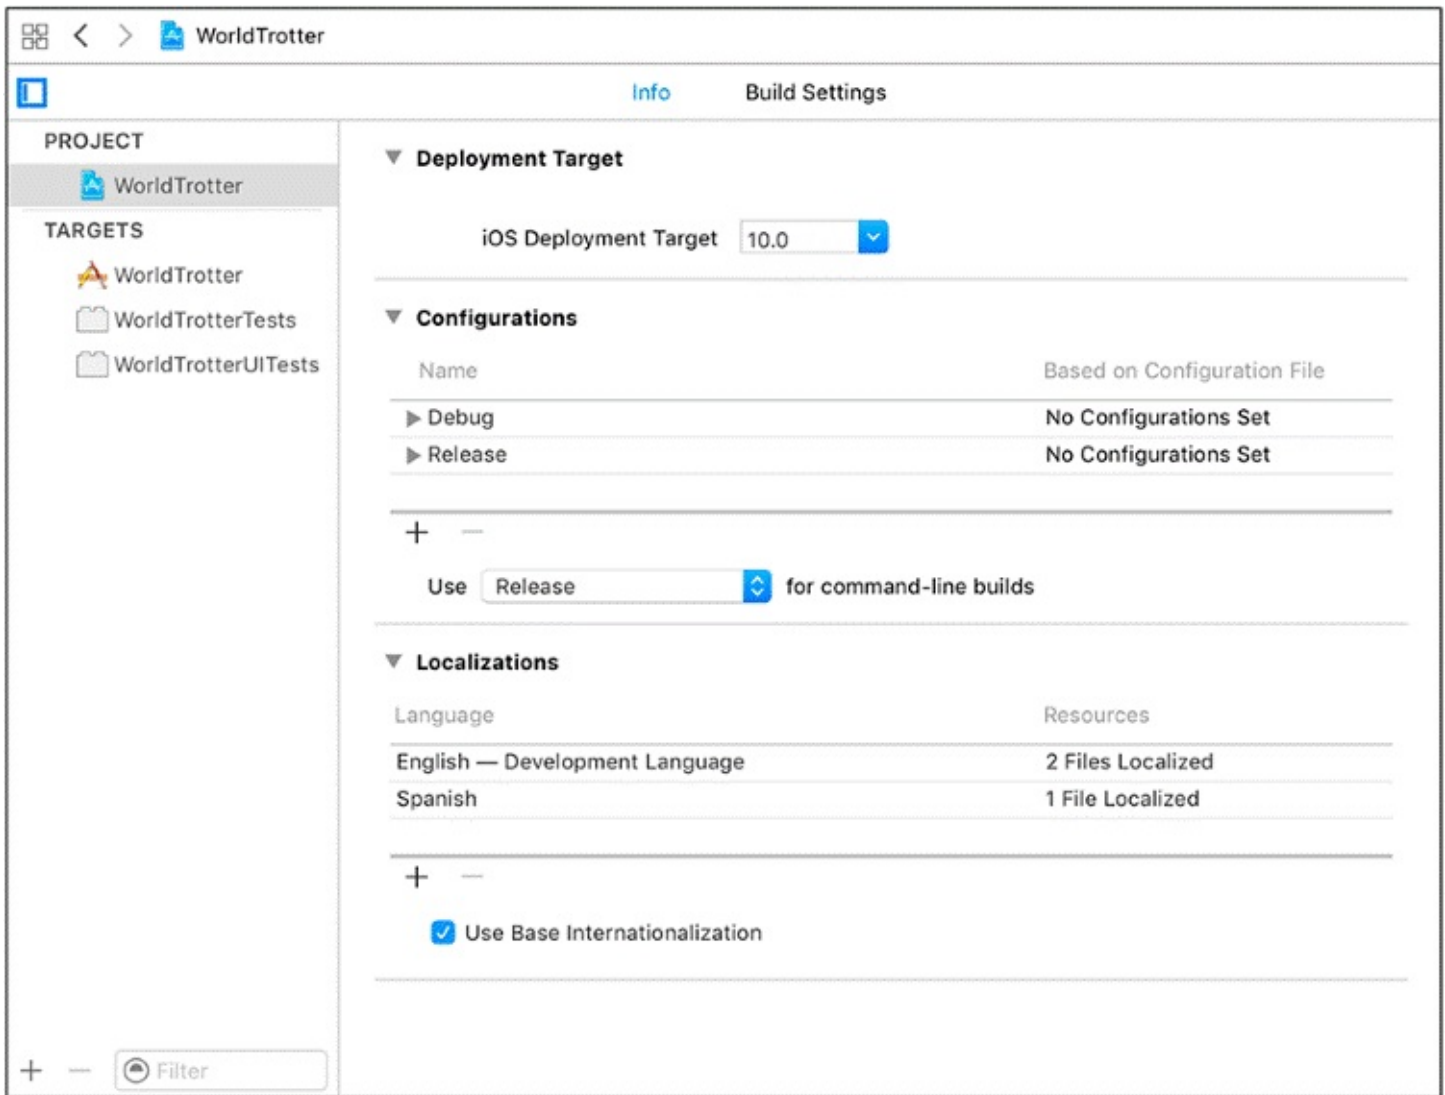 WorldTrotter
Info Build Settings
PROJECT
WorldTrotter
TARGETS
WorldTrotter
WorldTrotterTests
WorldTrotterUITests
Filter
Deployment Target
iOS Deployment Target 10.0
Configurations
Name Based on Configuration File
Debug No Configurations Set
Release No Configurations Set
+ —
Use Release for command-line builds
Localizations
Language Resources
English — Development Language 2 Files Localized
Spanish 1 File Localized
+ —
Use Base Internationalization